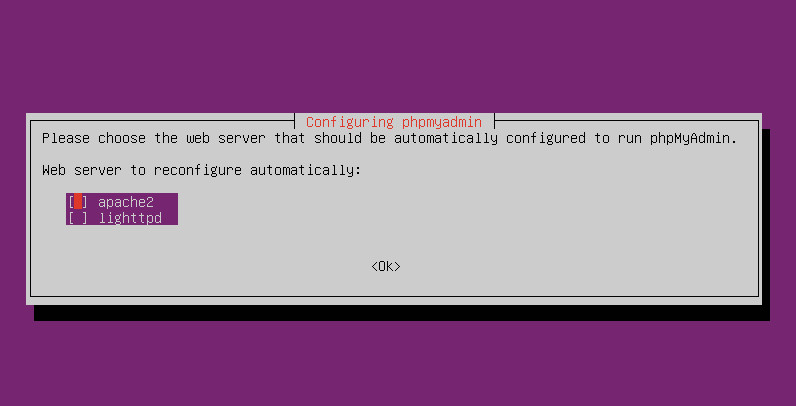 Configuring phpmyadmin
Please choose the web server that should be automatically configured to run phpMyAdmin.
Web server to reconfigure automatically:
[ ] apache2
[ ] lighttpd
<Ok>